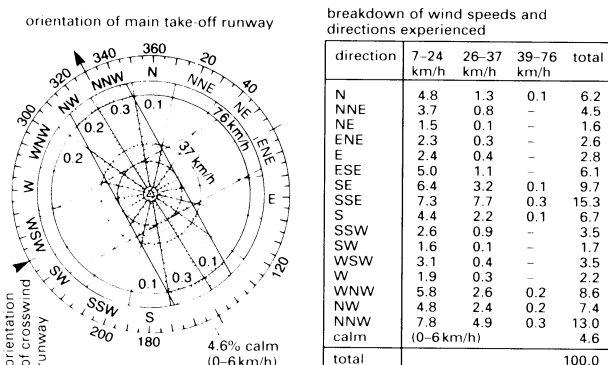 orientation of main take-off runway
360
20
40
120
180
200
300
320
340
N
NNE
NE
ENE
E
S
SSW
SW
WSW
W
WNW
NW
NNW
0.2
0.3
0.1
0.2
76 km/h
37 km/h
0.1
0.3
0.1
orientation
of crosswind
runway
4.6% calm
(0–6 km/h)
breakdown of wind speeds and
directions experienced
direction 7–24 26–37 39–76 total
km/h km/h km/h
N 4.8 1.3 0.1 6.2
NNE 3.7 0.8 – 4.5
NE 1.5 0.1 – 1.6
ENE 2.3 0.3 – 2.6
E 2.4 0.4 – 2.8
ESE 5.0 1.1 – 6.1
SE 6.4 3.2 0.1 9.7
SSE 7.3 7.7 0.3 15.3
S 4.4 2.2 0.1 6.7
SSW 2.6 0.9 – 3.5
SW 1.6 0.1 – 1.7
WSW 3.1 0.4 – 3.5
W 1.9 0.3 – 2.2
WNW 5.8 2.6 0.2 8.6
NW 4.8 2.4 0.2 7.4
NNW 7.8 4.9 0.3 13.0
calm (0–6 km/h) 4.6
total 100.0